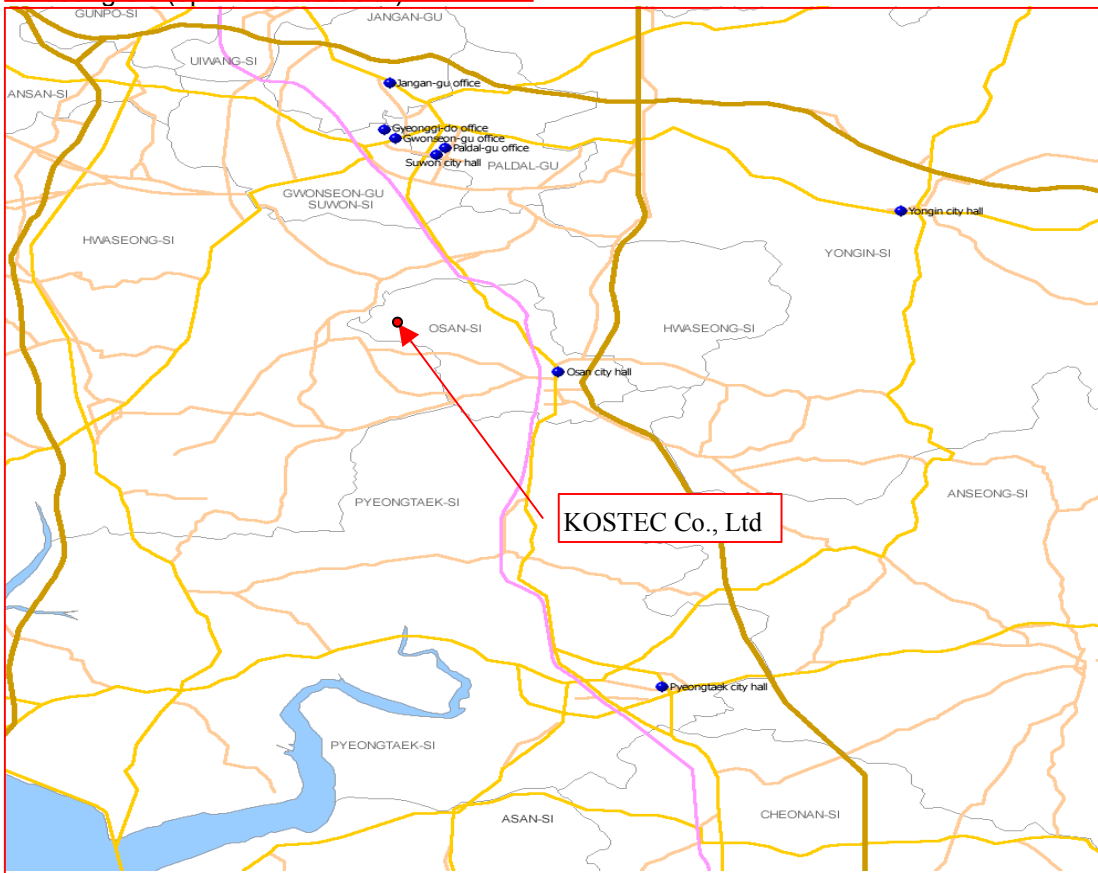 GUNPO-SI
JANGAN-GU
UIWANG-SI
Jangan-gu office
ANSAN-SI
Gyeonggi-do office
Gwonseon-gu office
Paldal-gu office
Suwon city hall
PALDAL-GU
GWONSEON-GU
SUWON-SI
Yongin city hall
HWASEONG-SI
YONGIN-SI
OSAN-SI
HWASEONG-SI
Osan city hall
ANSEONG-SI
PYEONGTAEK-SI
KOSTEC Co., Ltd
Pyeongtaek city hall
PYEONGTAEK-SI
CHEONAN-SI
ASAN-SI